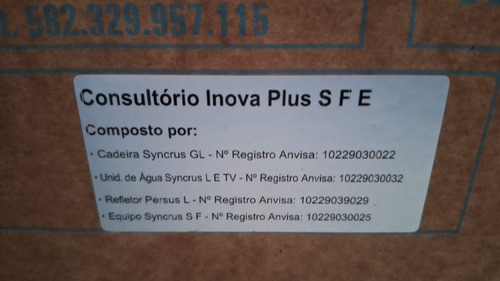 582.329.957.115
Consultório Inova Plus S F E
Composto por:
· Cadeira Syncrus GL - Nº Registro Anvisa: 10229030022
· Unid. de Água Syncrus L E TV - Nº Registro Anvisa: 10229030032
· Refletor Persus L - Nº Registro Anvisa: 10229039029
· Equipo Syncrus S F - Nº Registro Anvisa: 10229030025